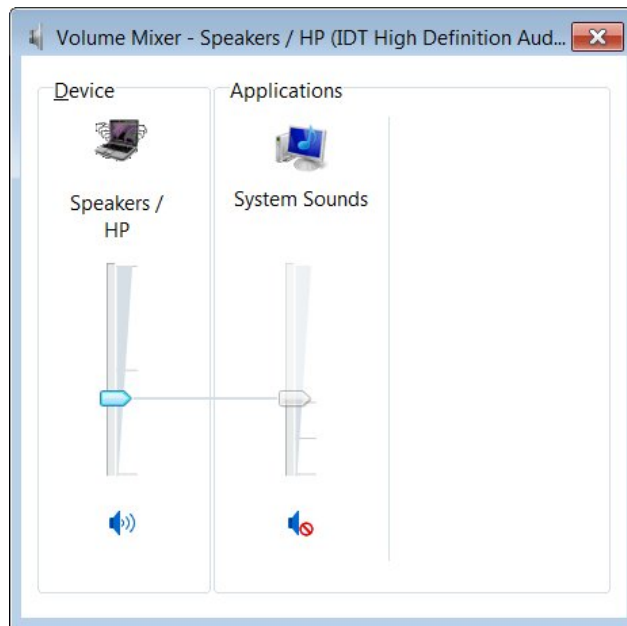 Volume Mixer - Speakers / HP (IDT High Definition Aud...
Device
Applications
Speakers /
HP
System Sounds